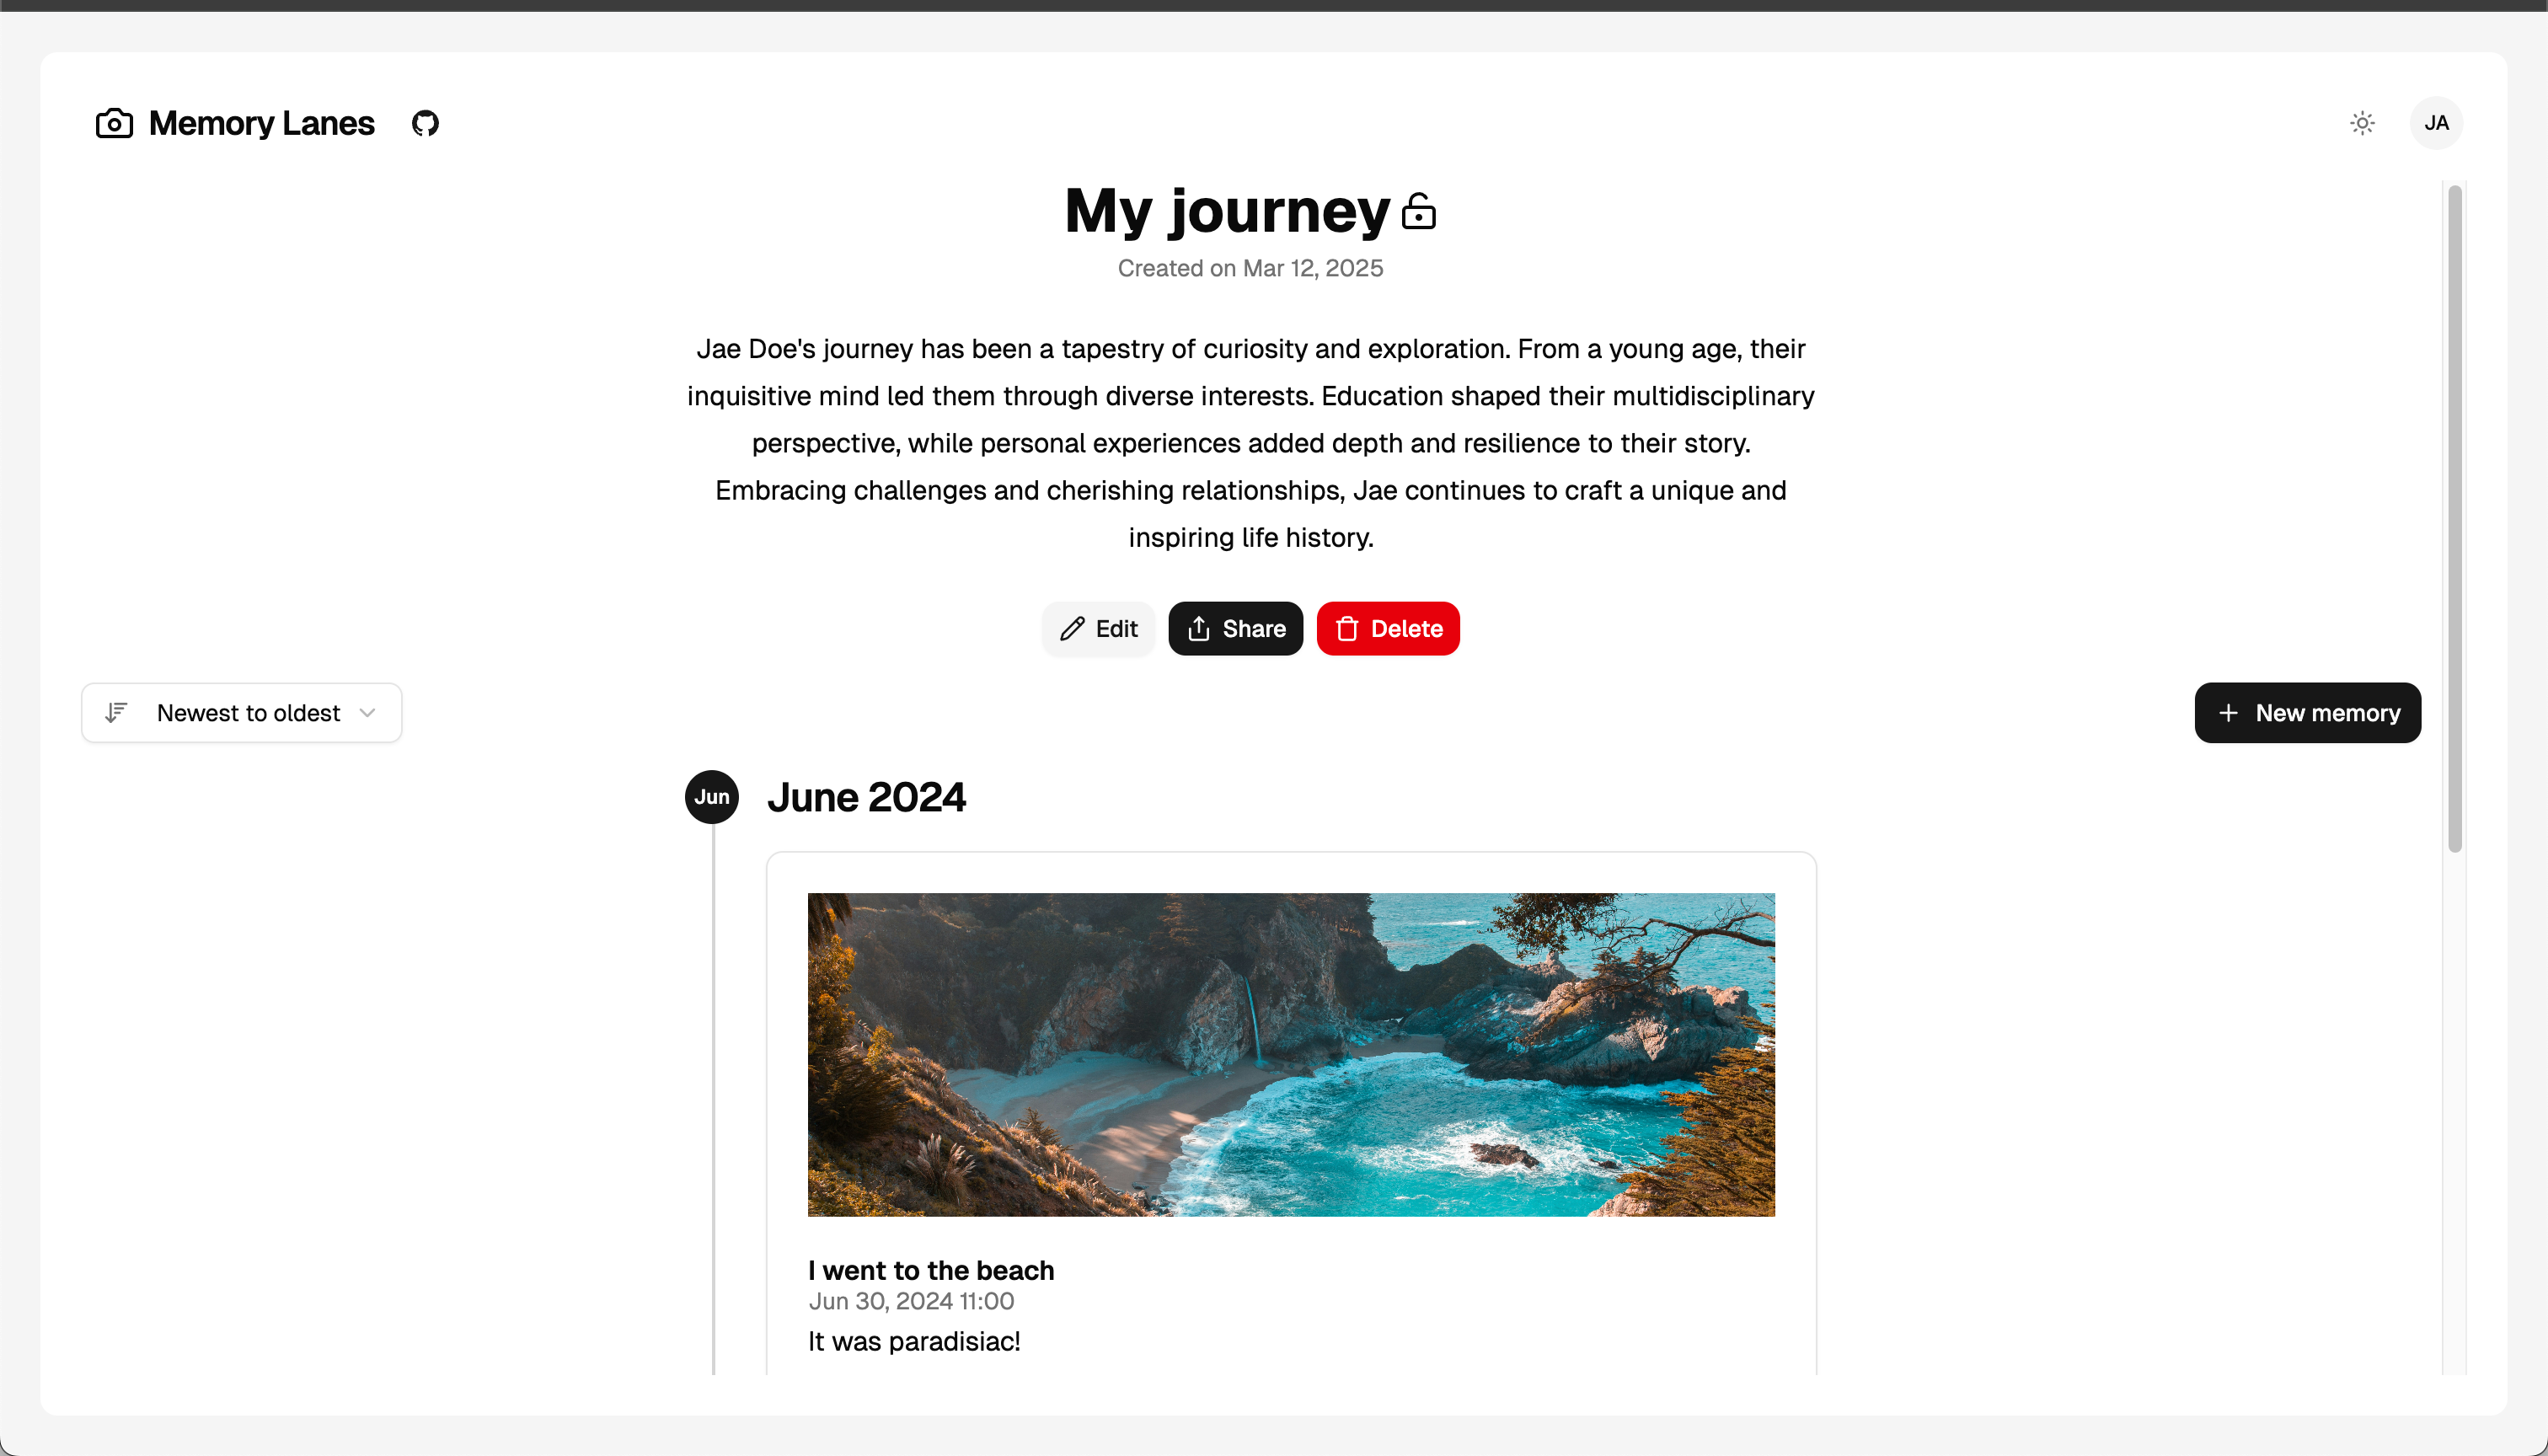 Memory Lanes
JA
My journey
Created on Mar 12, 2025
Jae Doe's journey has been a tapestry of curiosity and exploration. From a young age, their
inquisitive mind led them through diverse interests. Education shaped their multidisciplinary
perspective, while personal experiences added depth and resilience to their story.
Embracing challenges and cherishing relationships, Jae continues to craft a unique and
inspiring life history.
Edit
Share
Delete
Newest to oldest
New memory
Jun
June 2024
I went to the beach
Jun 30, 2024 11:00
It was paradisiac!